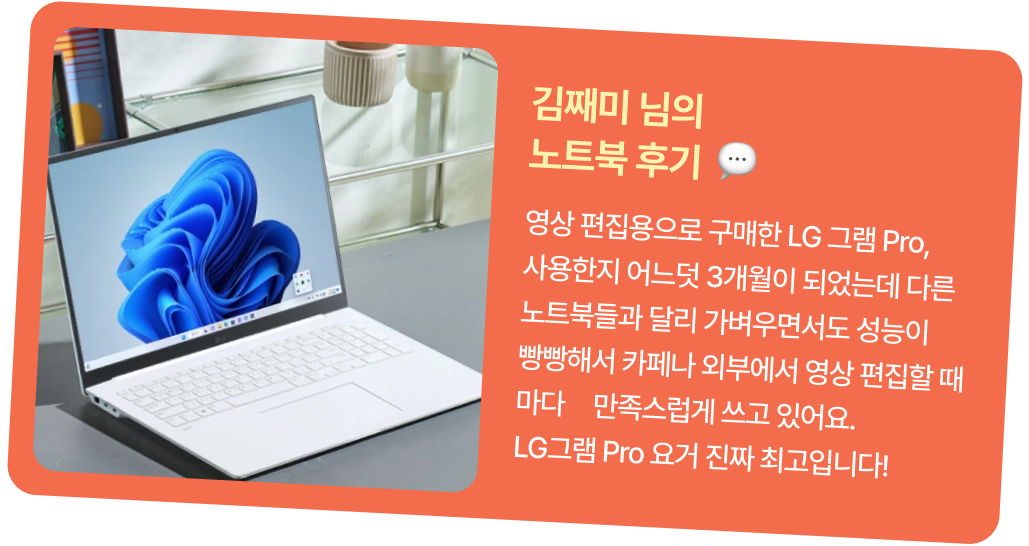 김째미 님의
노트북 후기 💬
영상 편집용으로 구매한 LG 그램 Pro,
사용한지 어느덧 3개월이 되었는데 다른
노트북들과 달리 가벼우면서도 성능이
빵빵해서 카페나 외부에서 영상 편집할 때
마다 만족스럽게 쓰고 있어요.
LG그램 Pro 요거 진짜 최고입니다!